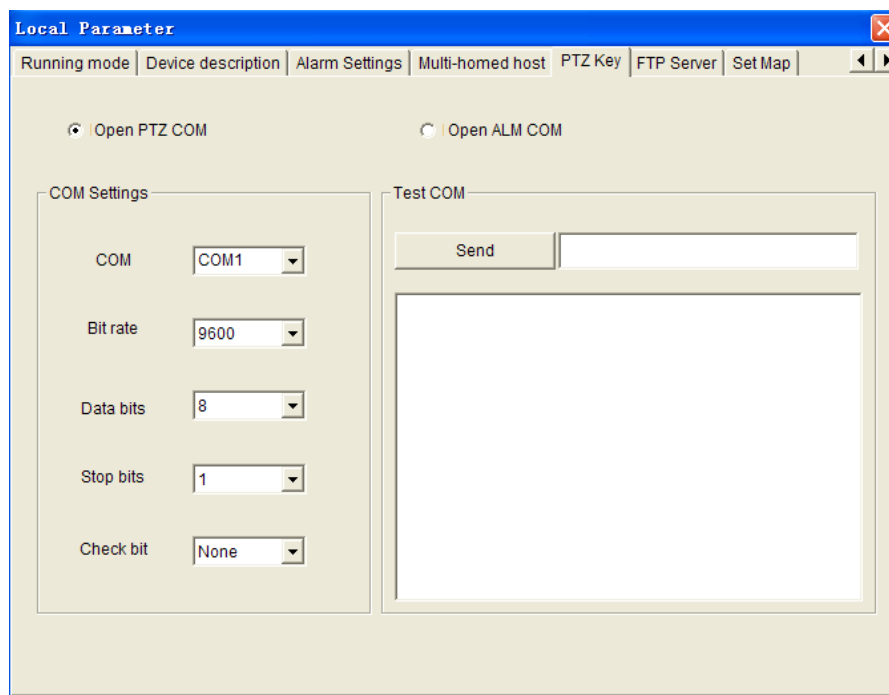 Local Parameter
Running mode Device description Alarm Settings Multi-homed host PTZ Key FTP Server Set Map
Open PTZ COM Open ALM COM
COM Settings Test COM
Send
COM COM1
Bit rate 9600
Data bits 8
Stop bits 1
Check bit None